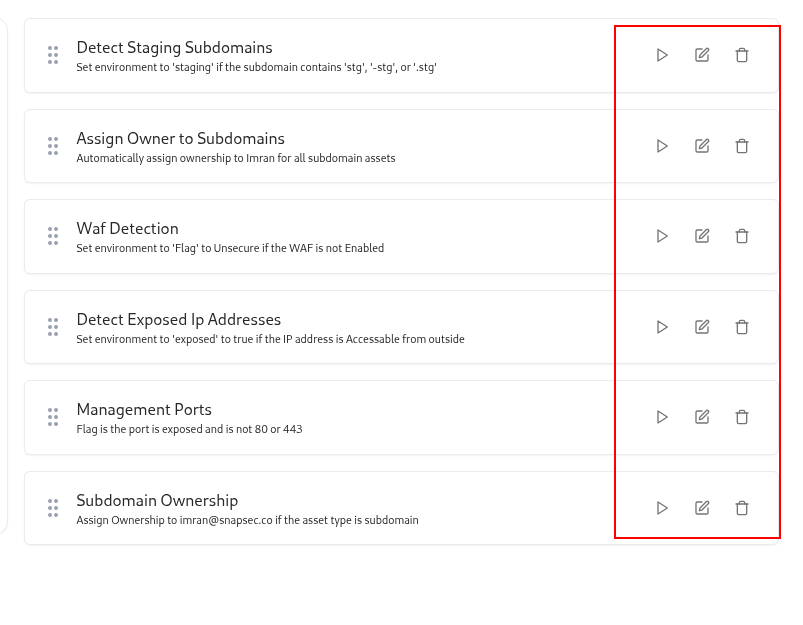 Detect Staging Subdomains
Set environment to 'staging' if the subdomain contains 'stg', '-stg', or '.stg'
Assign Owner to Subdomains
Automatically assign ownership to Imran for all subdomain assets
Waf Detection
Set environment to 'Flag' to Unsecure if the WAF is not Enabled
Detect Exposed Ip Addresses
Set environment to 'exposed' to true if the IP address is Accessable from outside
Management Ports
Flag is the port is exposed and is not 80 or 443
Subdomain Ownership
Assign Ownership to imran@snapsec.co if the asset type is subdomain